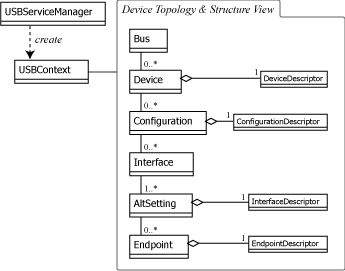 USBServiceManager
create
USBContext
Device Topology & Structure View
Bus
0..*
Device
1
DeviceDescriptor
0..*
Configuration
1
ConfigurationDescriptor
0..*
Interface
1..*
AltSetting
1
InterfaceDescriptor
0..*
Endpoint
1
EndpointDescriptor